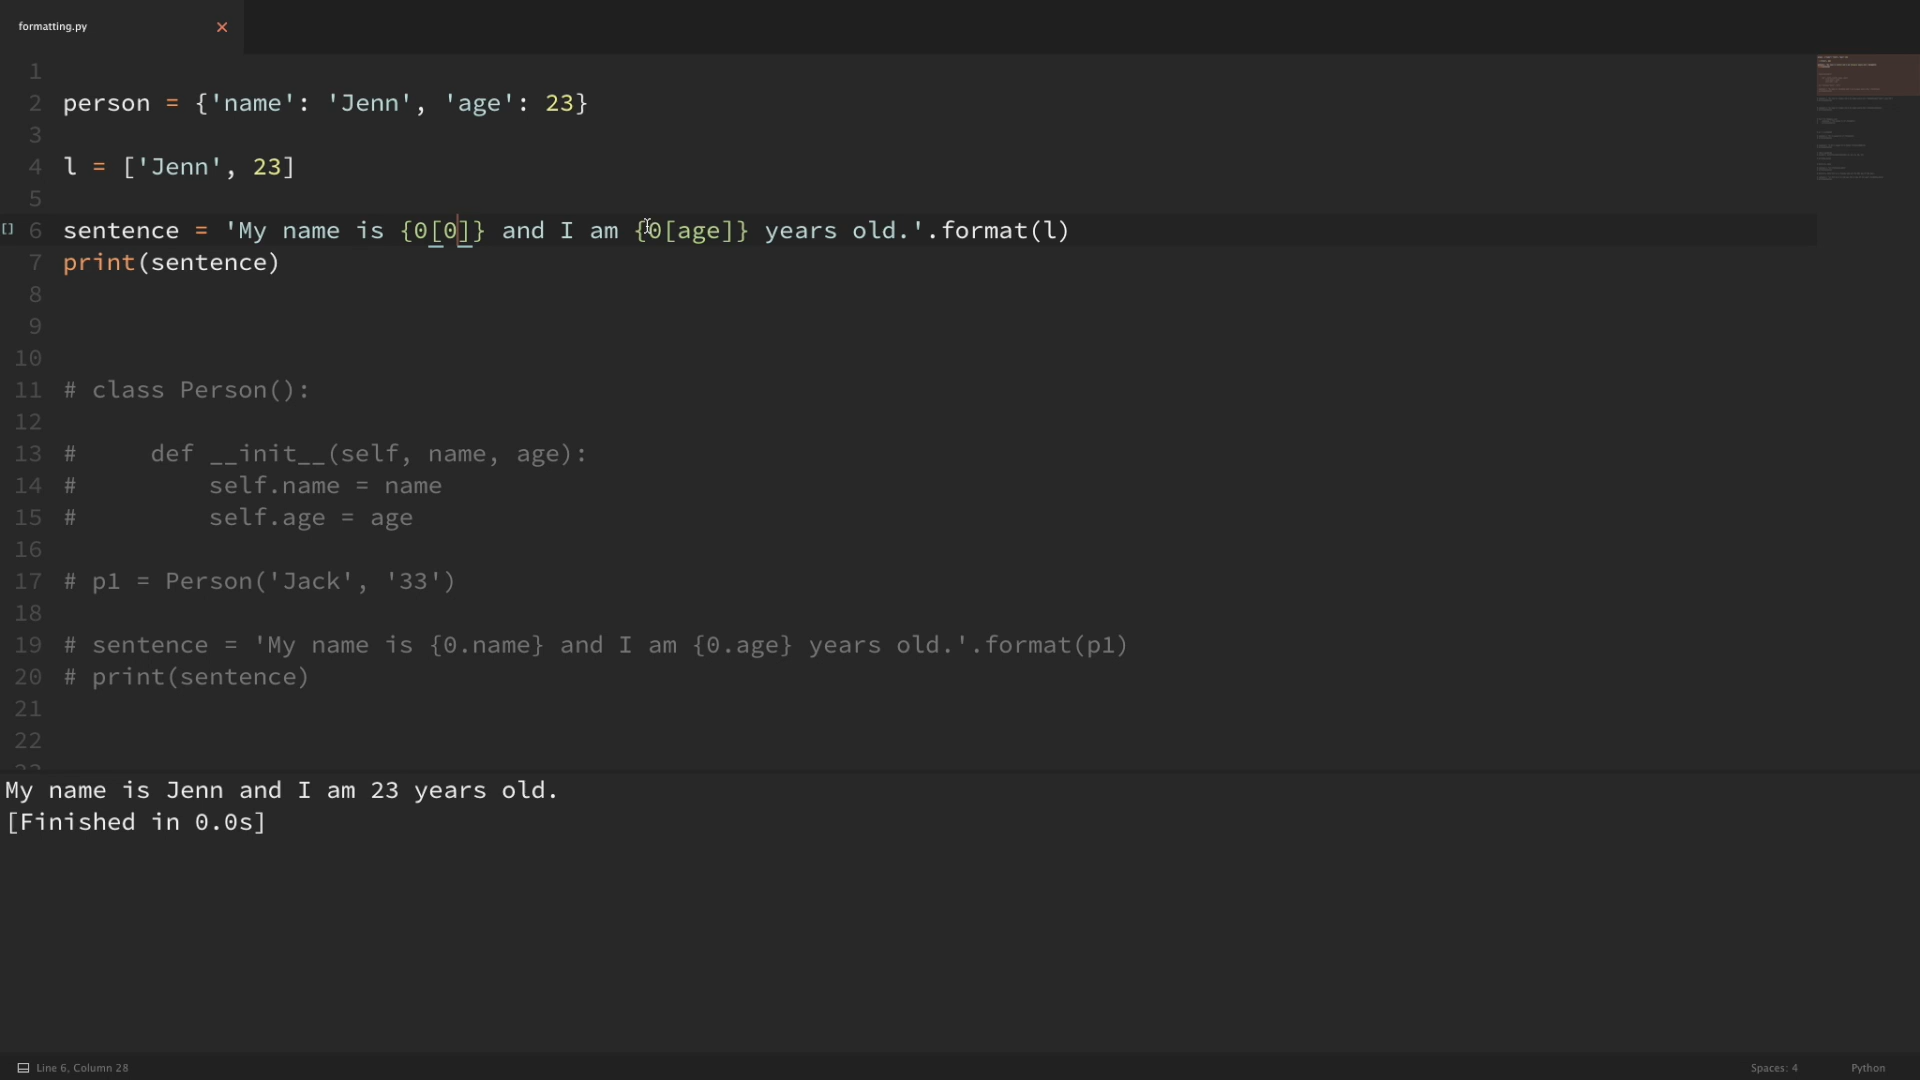 formatting.py
1
2 person = {'name': 'Jenn', 'age': 23}
3
4 l = ['Jenn', 23]
5
6 sentence = 'My name is {0[0]} and I am {0[age]} years old.'.format(l)
7 print(sentence)
8
9
10
11 # class Person():
12
13 #     def __init__(self, name, age):
14 #         self.name = name
15 #         self.age = age
16
17 # p1 = Person('Jack', '33')
18
19 # sentence = 'My name is {0.name} and I am {0.age} years old.'.format(p1)
20 # print(sentence)
21
22
My name is Jenn and I am 23 years old.
[Finished in 0.0s]
Line 6, Column 28
Spaces: 4
Python